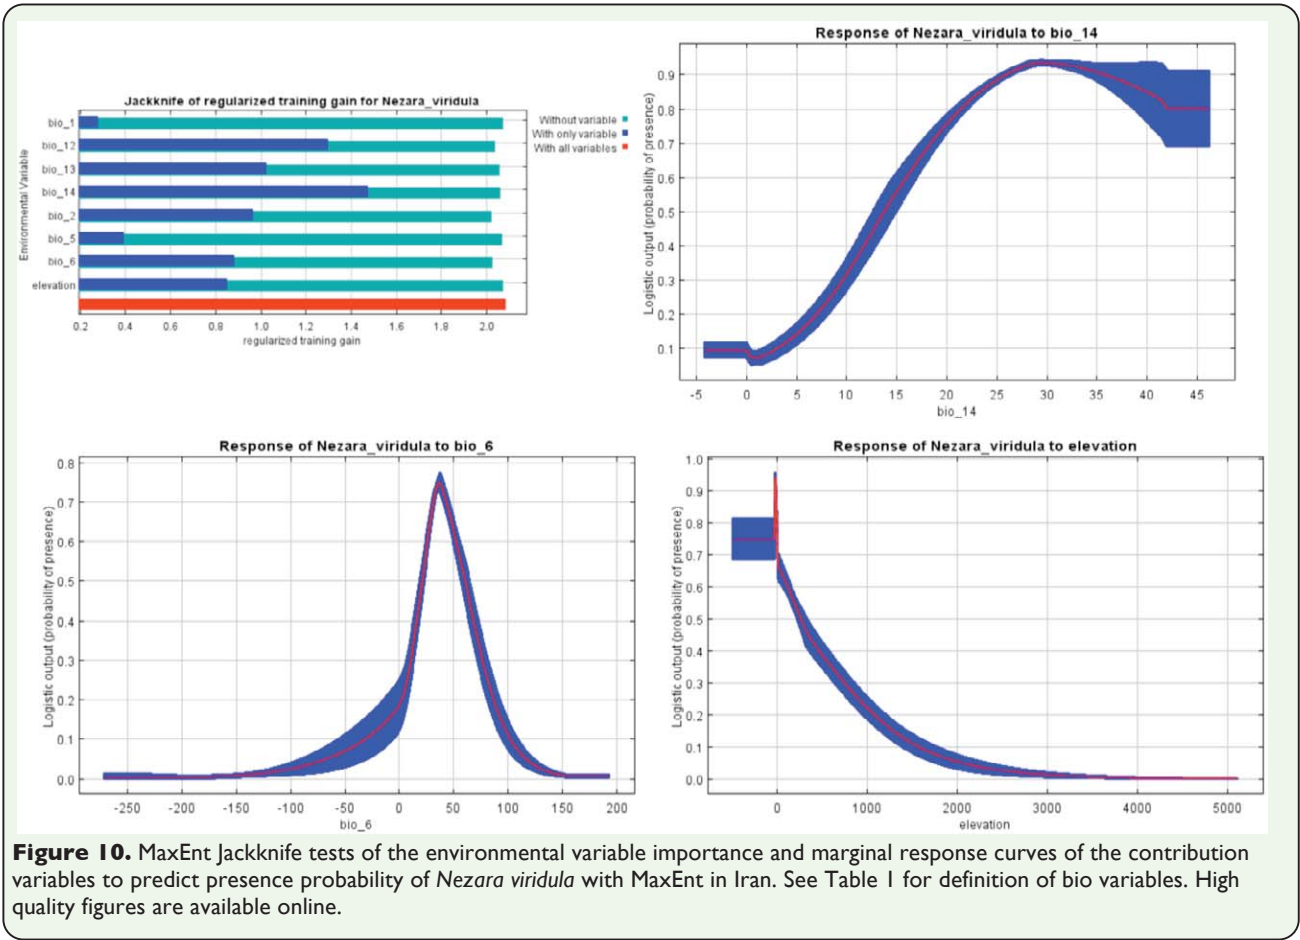 Jackknife of regularized training gain for Nezara_viridula
Environmental Variable
bio_1
bio_12
bio_13
bio_14
bio_2
bio_5
bio_6
elevation
0.2 0.4 0.6 0.8 1.0 1.2 1.4 1.6 1.8 2.0
regularized training gain
Without variable
With only variable
With all variables
Response of Nezara_viridula to bio_14
Logistic output (probability of presence)
0.9
0.8
0.7
0.6
0.5
0.4
0.3
0.2
0.1
-5 0 5 10 15 20 25 30 35 40 45
bio_14
Response of Nezara_viridula to bio_6
Logistic output (probability of presence)
0.8
0.7
0.6
0.5
0.4
0.3
0.2
0.1
0.0
-250 -200 -150 -100 -50 0 50 100 150 200
bio_6
Response of Nezara_viridula to elevation
Logistic output (probability of presence)
1.0
0.9
0.8
0.7
0.6
0.5
0.4
0.3
0.2
0.1
0.0
0 1000 2000 3000 4000 5000
elevation
Figure 10. MaxEnt Jackknife tests of the environmental variable importance and marginal response curves of the contribution
variables to predict presence probability of Nezara viridula with MaxEnt in Iran. See Table 1 for definition of bio variables. High
quality figures are available online.